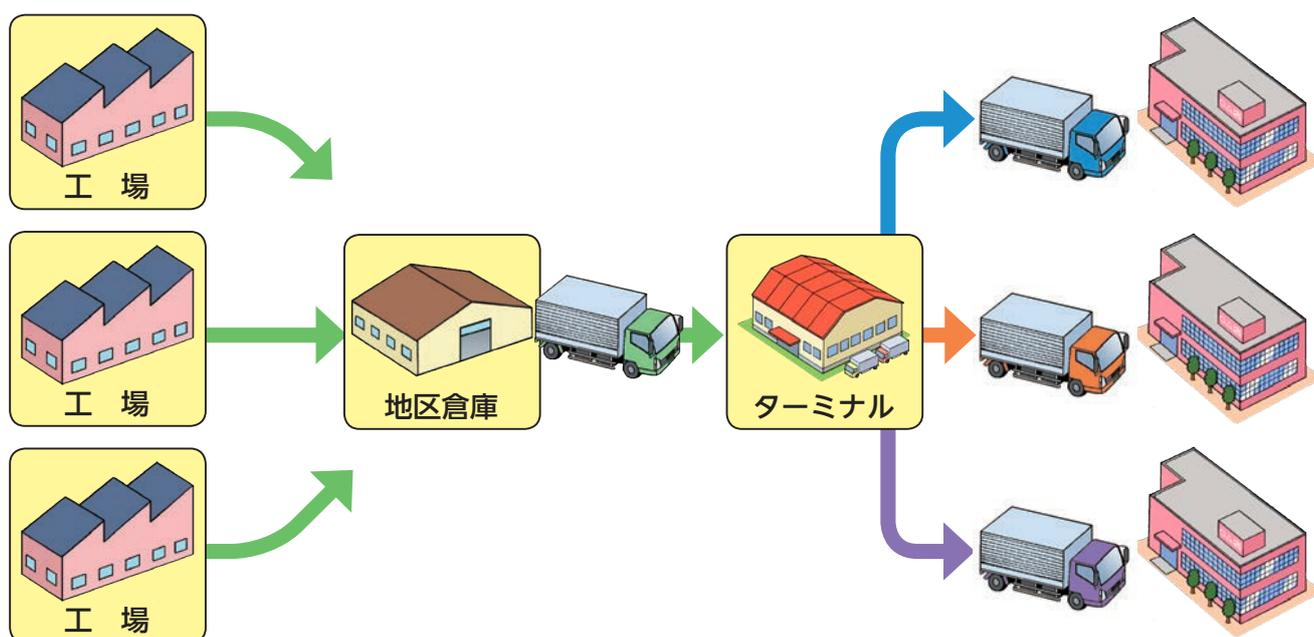 工　場
工　場
地区倉庫
ターミナル
工　場